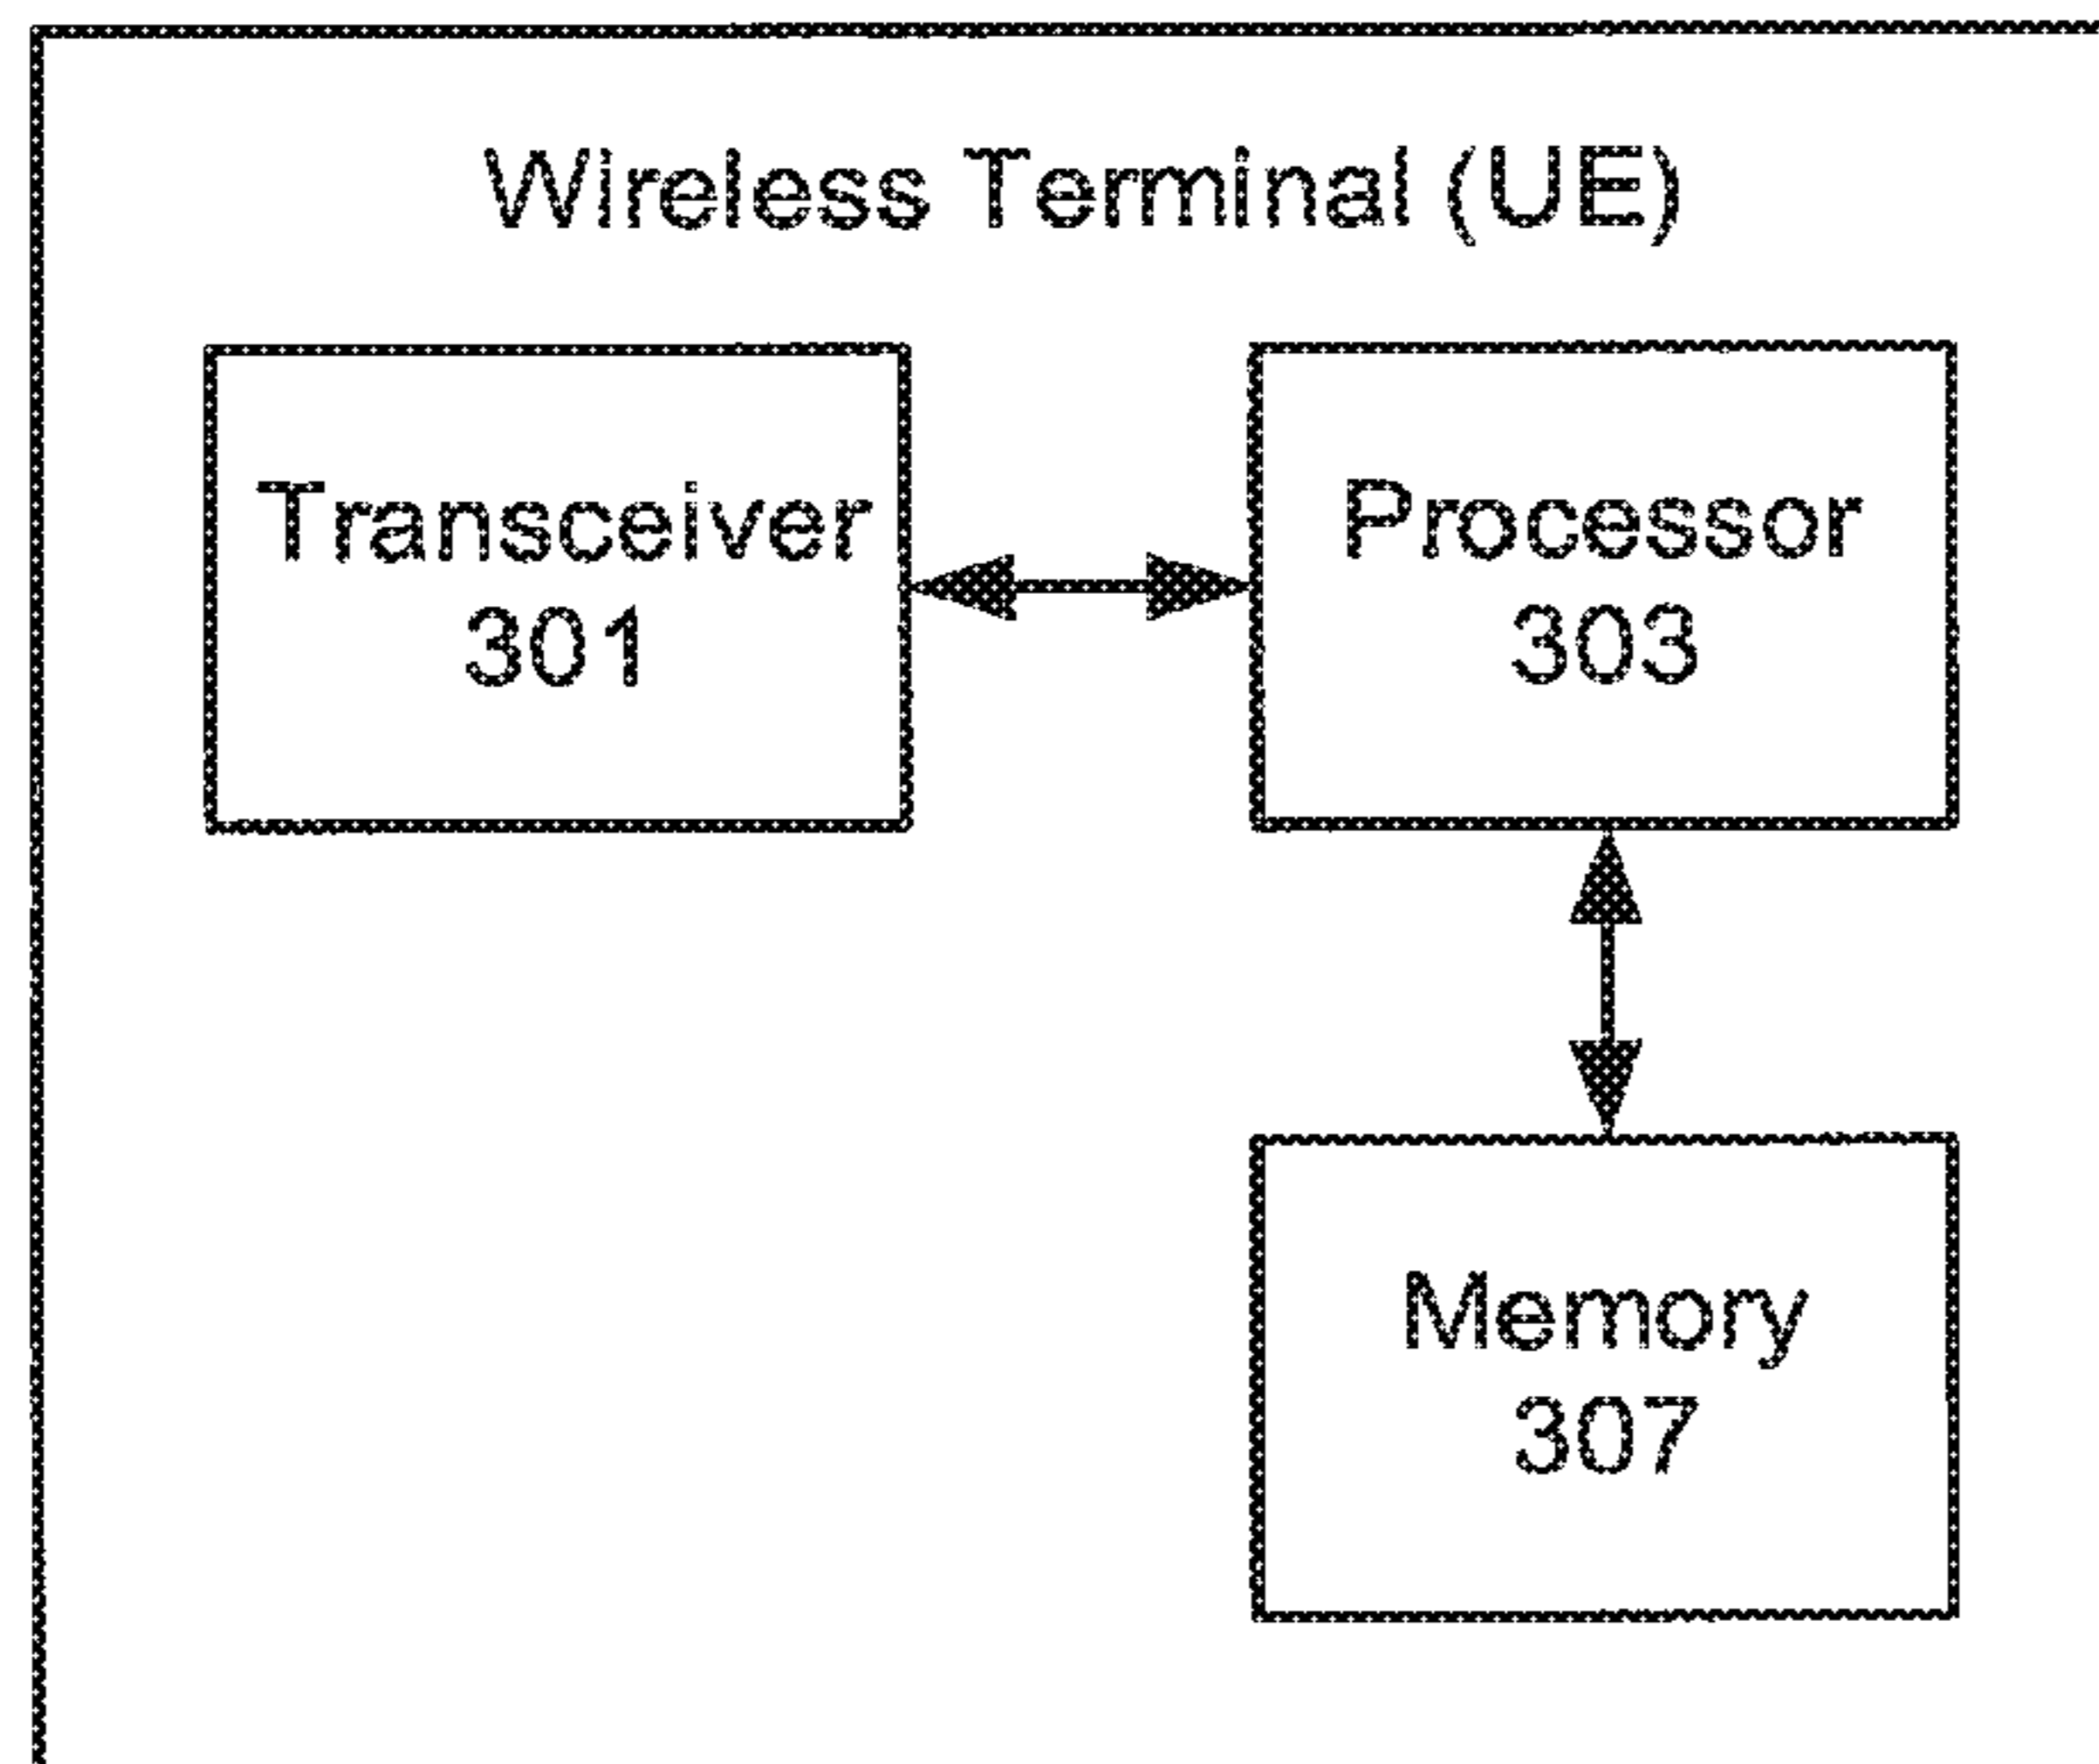 Wireless Terminal (UE)
Transceiver
301
Processor
303
Memory
307